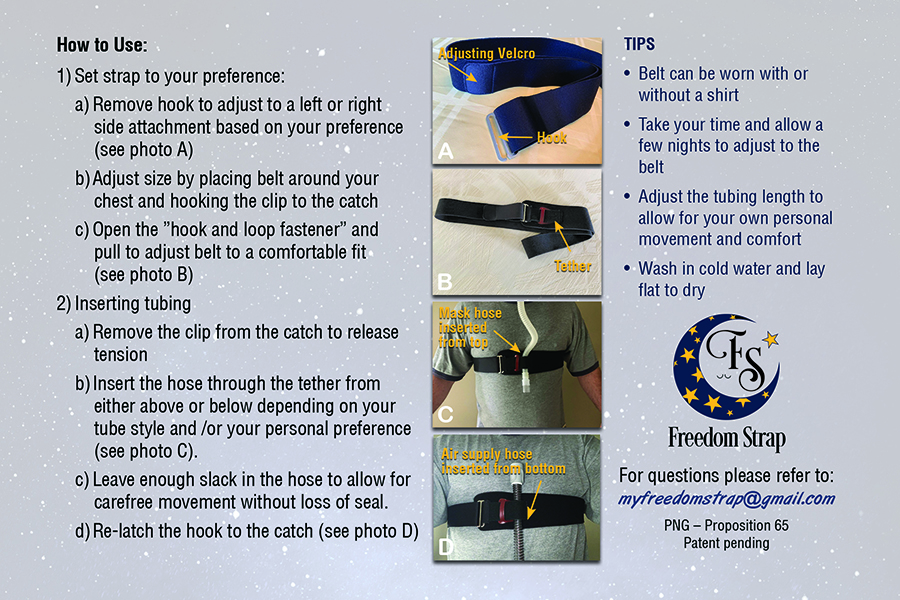 How to Use:
1) Set strap to your preference:
a) Remove hook to adjust to a left or right
side attachment based on your preference
(see photo A)
b) Adjust size by placing belt around your
chest and hooking the clip to the catch
c) Open the ”hook and loop fastener” and
pull to adjust belt to a comfortable fit
(see photo B)
2) Inserting tubing
a) Remove the clip from the catch to release
tension
b) Insert the hose through the tether from
either above or below depending on your
tube style and /or your personal preference
(see photo C).
c) Leave enough slack in the hose to allow for
carefree movement without loss of seal.
d) Re-latch the hook to the catch (see photo D)
Adjusting Velcro
Hook
A
Tether
B
Mask hose
inserted
from top
C
Air supply hose
inserted from bottom
D
TIPS
• Belt can be worn with or
without a shirt
• Take your time and allow a
few nights to adjust to the
belt
• Adjust the tubing length to
allow for your own personal
movement and comfort
• Wash in cold water and lay
flat to dry
FS
Freedom Strap
For questions please refer to:
myfreedomstrap@gmail.com
PNG – Proposition 65
Patent pending